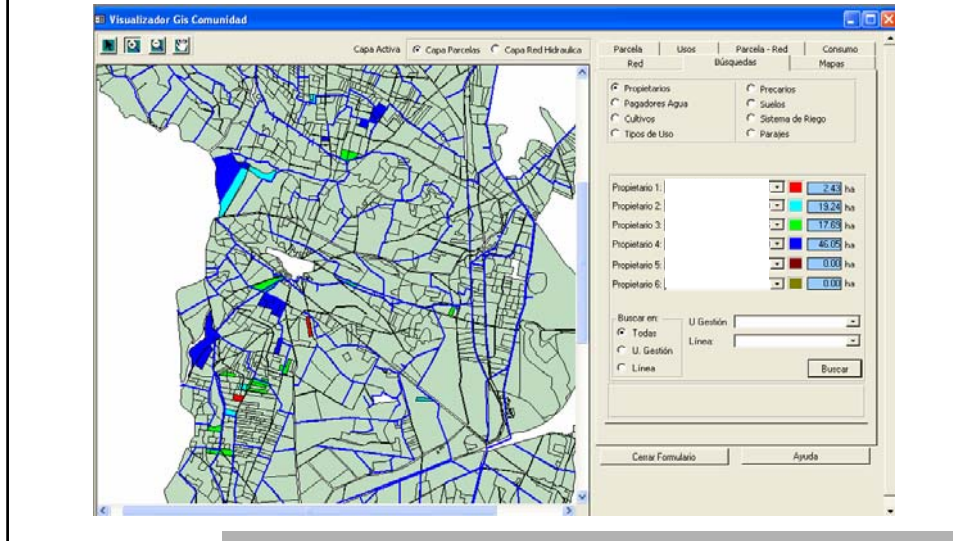 Visualizador Gis Comunidad
Capa Activa Capa Parcelas Capa Red Hidraulica
Parcela Usos Parcela - Red Consumo
Red Búsquedas Mapas
Propietarios Precarios
Pagadores Agua Suelos
Cultivos Sistema de Riego
Tipos de Uso Parajes
Propietario 1: 2.43 ha
Propietario 2: 19.24 ha
Propietario 3: 17.69 ha
Propietario 4: 46.05 ha
Propietario 5: 0.00 ha
Propietario 6: 0.00 ha
Buscar en: U Gestión
Todas
Línea:
U. Gestión
Línea Buscar
Cerrar Formulario Ayuda